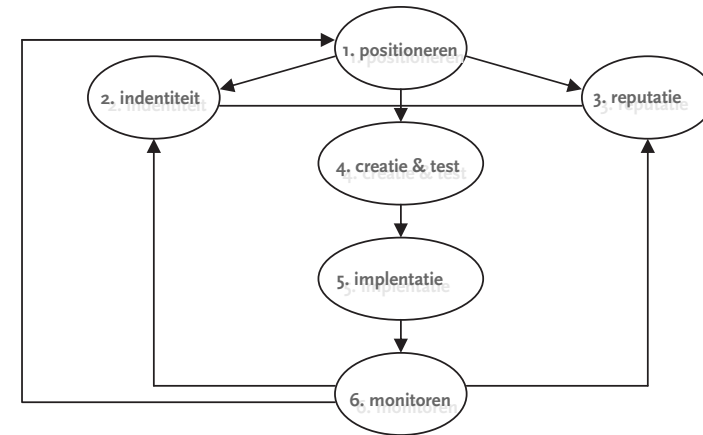 1. positioneren
2. indentiteit
3. reputatie
4. creatie & test
5. implentatie
6. monitoren